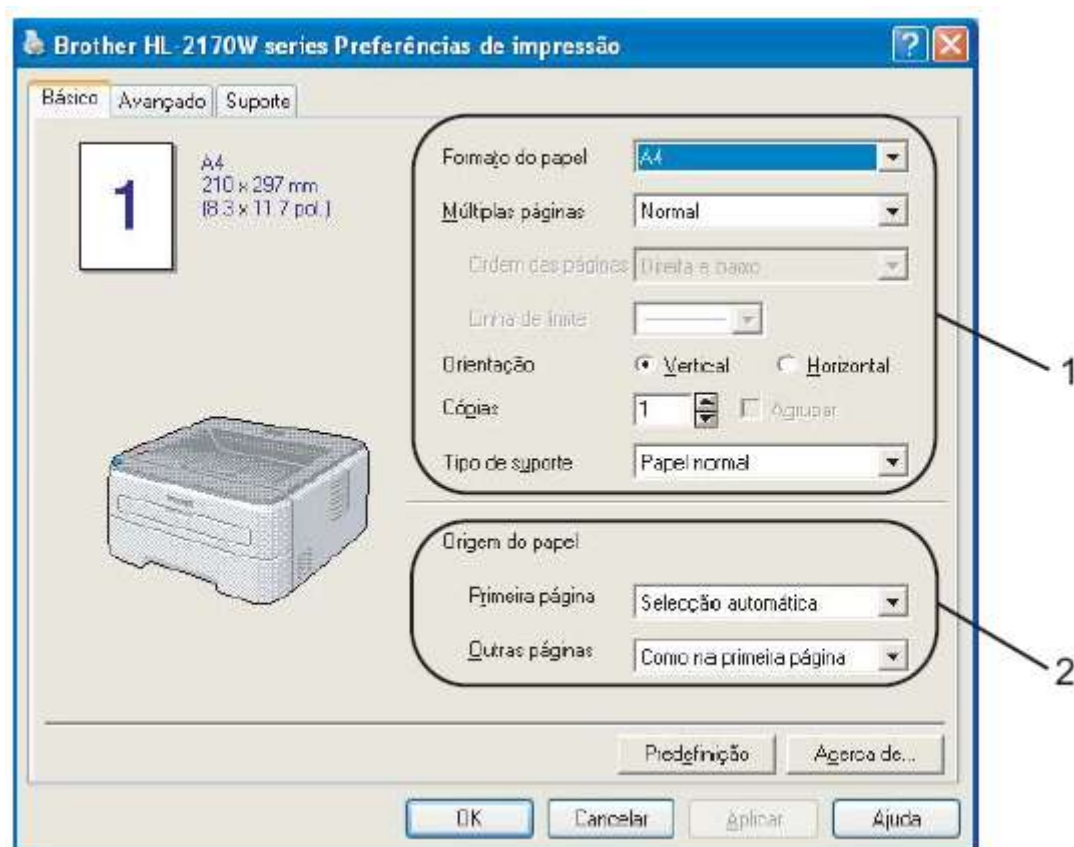 Brother HL-2170W series Preferências de impressão
Básico Avançado Suporte
1
A4
210 x 297 mm
(8.3 x 11.7 pol.)
Formato do papel A4
Múltiplas páginas Normal
Ordem das páginas Direita e baixo
Linha de limite
Orientação Vertical Horizontal
Cópias 1 Agrupar
Tipo de suporte Papel normal
1
Origem do papel
Primeira página Selecção automática
Outras páginas Como na primeira página
2
Predefinição Acerca de...
OK Cancelar Aplicar Ajuda